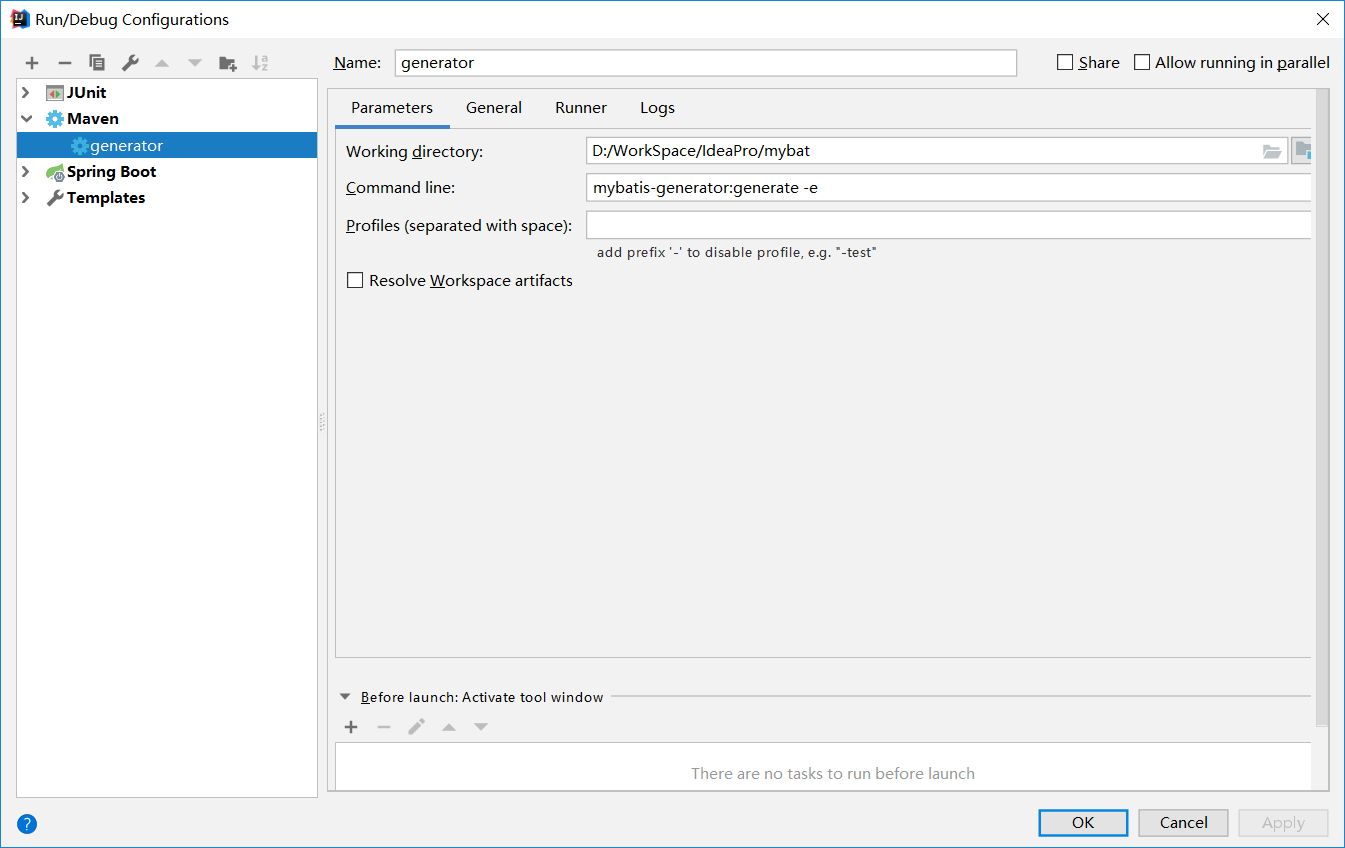 Run/Debug Configurations
Name: generator
Share
Allow running in parallel
JUnit
Maven
generator
Spring Boot
Templates
Parameters General Runner Logs
Working directory: D:/WorkSpace/IdeaPro/mybat
Command line: mybatis-generator:generate -e
Profiles (separated with space):
add prefix '-' to disable profile, e.g. "-test"
Resolve Workspace artifacts
Before launch: Activate tool window
There are no tasks to run before launch
?
OK Cancel Apply